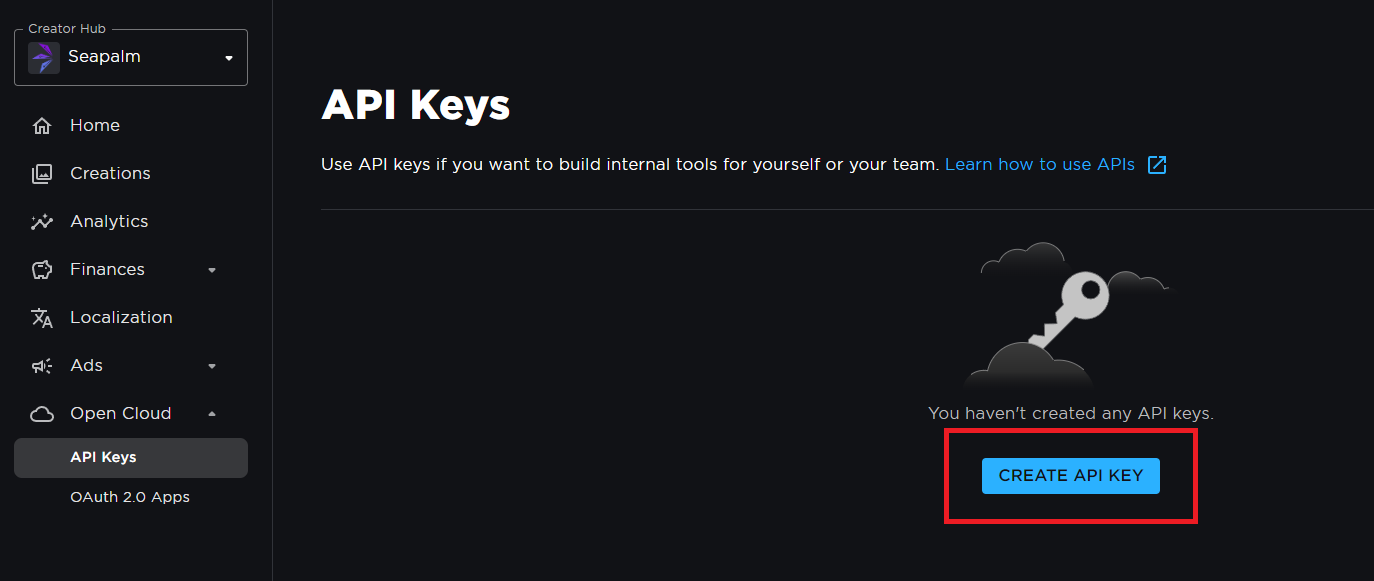 Creator Hub
Seapalm
Home
Creations
Analytics
Finances
Localization
Ads
Open Cloud
API Keys
OAuth 2.0 Apps
API Keys
Use API keys if you want to build internal tools for yourself or your team. Learn how to use APIs
You haven't created any API keys.
CREATE API KEY